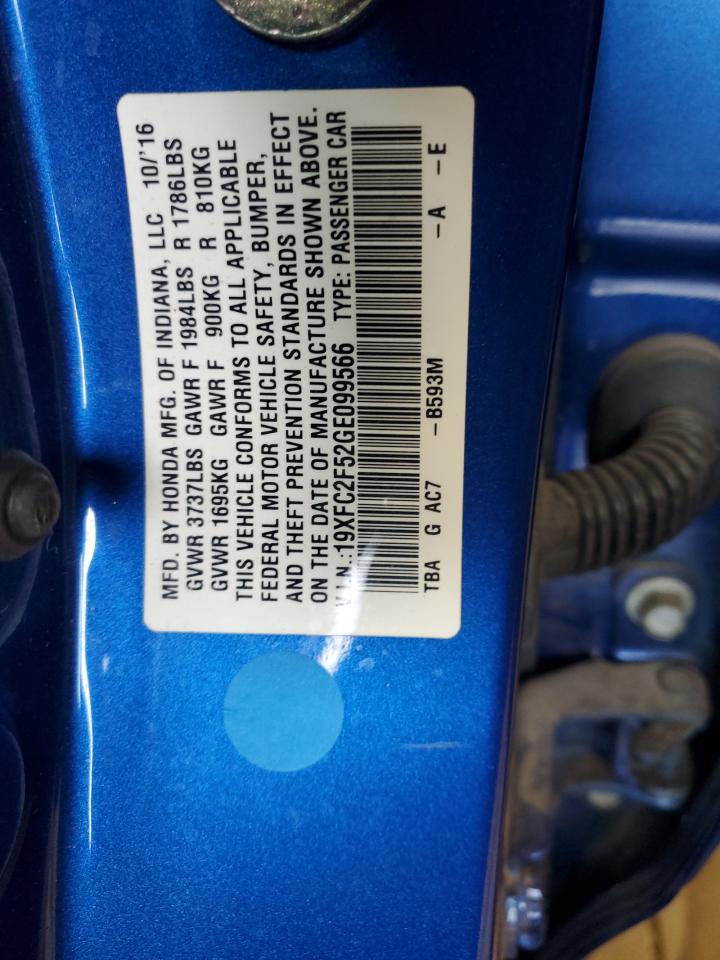 MFD. BY HONDA MFG. OF INDIANA, LLC 10/'16
GVWR 3737LBS GAWR F 1984LBS R 1786LBS
GVWR 1695KG GAWR F 900KG R 810KG
THIS VEHICLE CONFORMS TO ALL APPLICABLE
FEDERAL MOTOR VEHICLE SAFETY, BUMPER,
AND THEFT PREVENTION STANDARDS IN EFFECT
ON THE DATE OF MANUFACTURE SHOWN ABOVE.
V.I.N.:19XFC2F52GE099566 TYPE: PASSENGER CAR
TBA G AC7 -B593M -A -E